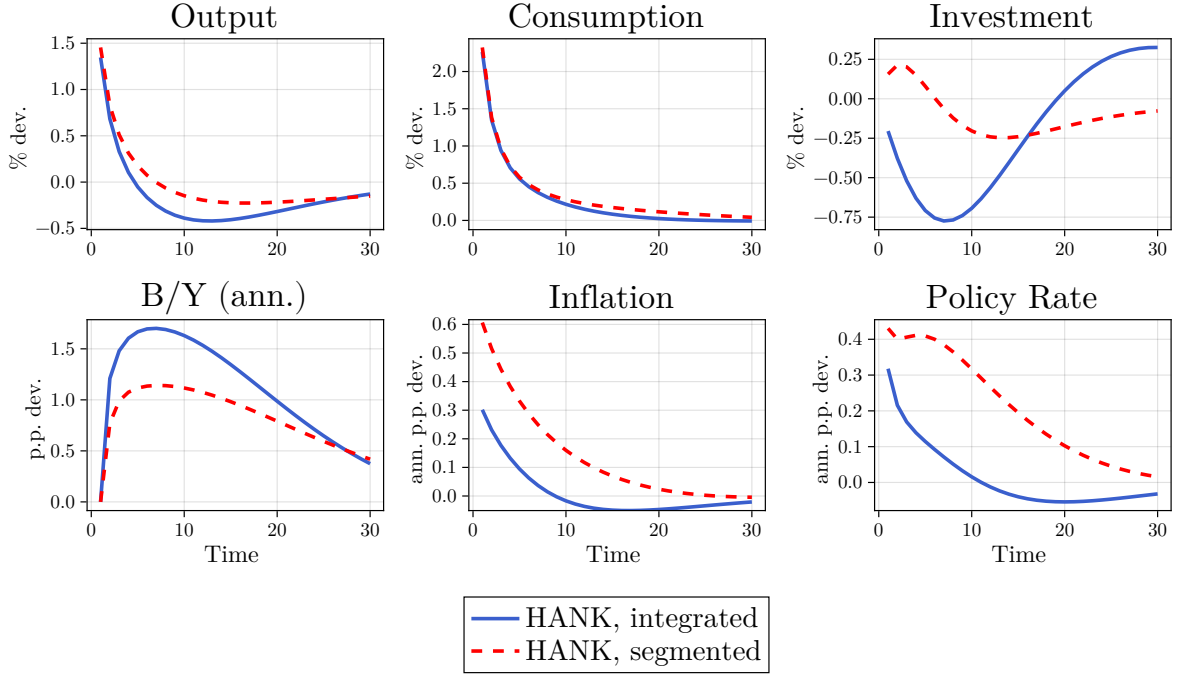 Output
% dev.
1.5
1.0
0.5
0.0
−0.5
0 10 20 30
Consumption
% dev.
2.0
1.5
1.0
0.5
0.0
0 10 20 30
Investment
% dev.
0.25
0.00
−0.25
−0.50
−0.75
0 10 20 30
B/Y (ann.)
p.p. dev.
1.5
1.0
0.5
0.0
0 10 20 30
Time
Inflation
ann. p.p. dev.
0.6
0.5
0.4
0.3
0.2
0.1
0.0
0 10 20 30
Time
Policy Rate
ann. p.p. dev.
0.4
0.3
0.2
0.1
0.0
0 10 20 30
Time
HANK, integrated
HANK, segmented